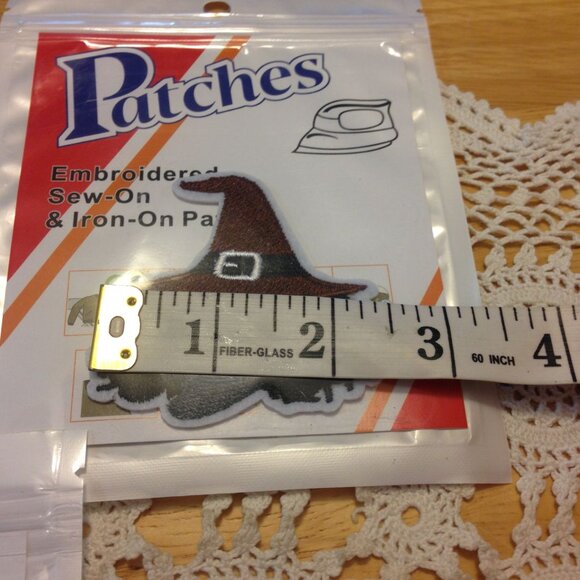 Patches
Embroidered
Sew-On
& Iron-On Pa
1 FIBER-GLASS 2 3 60 INCH 4